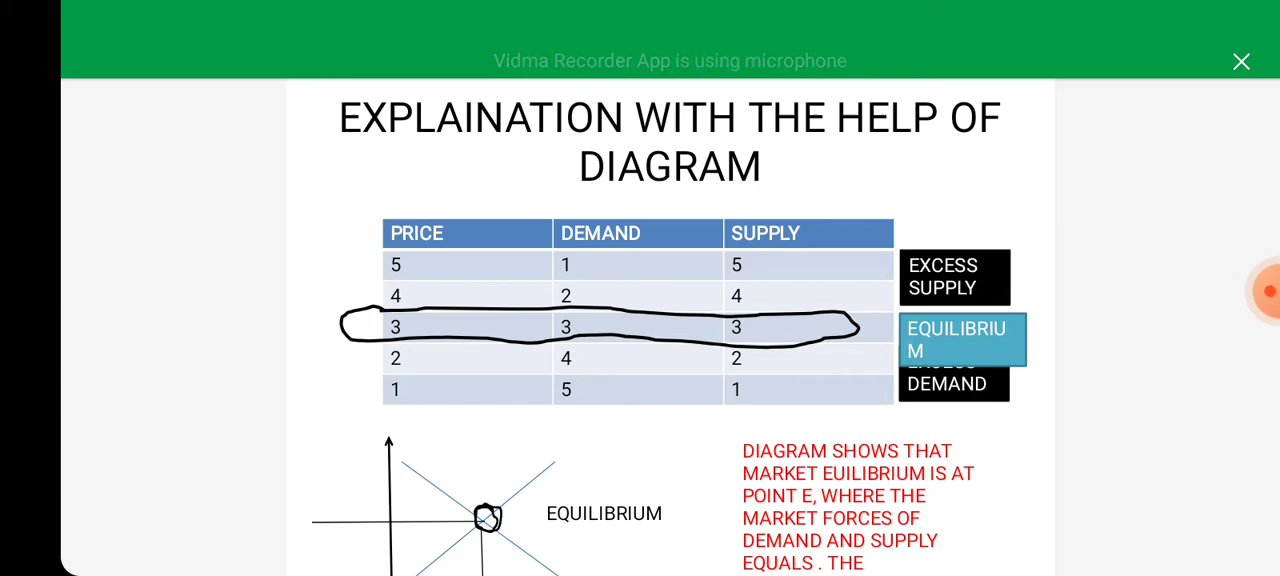 Vidma Recorder App is using microphone
EXPLAINATION WITH THE HELP OF
DIAGRAM
PRICE DEMAND SUPPLY
5 1 5
4 2 4
EXCESS
SUPPLY
3 3 3
EQUILIBRIU
M
2 4 2
1 5 1
DEMAND
EQUILIBRIUM
DIAGRAM SHOWS THAT
MARKET EUILIBRIUM IS AT
POINT E, WHERE THE
MARKET FORCES OF
DEMAND AND SUPPLY
EQUALS . THE